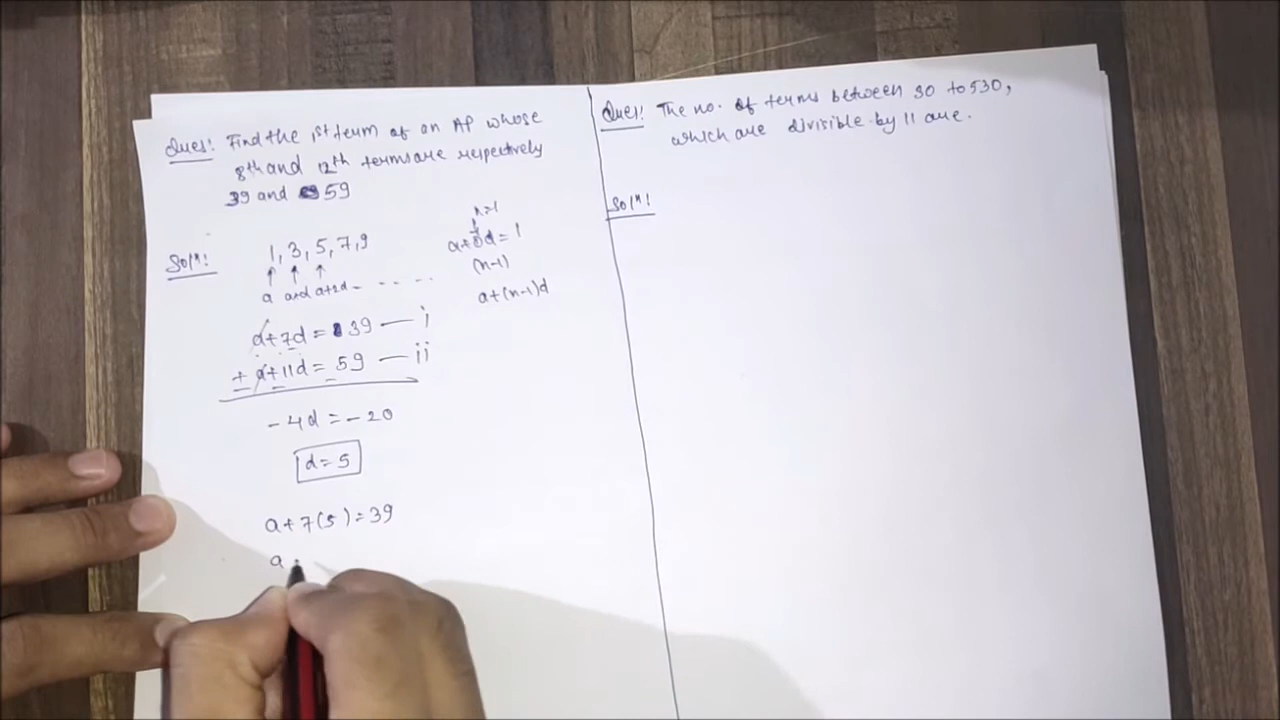 Ques! Find the 1st term of an AP whose
8th and 12th terms are respectively
39 and 59
Soln!
1, 3, 5, 7, 9
↑ ↑ ↑
a a+d a+2d - - - - -
n=1
a+0d=1
(n-1)
a+(n-1)d
a+7d = 39 — i
a+11d = 59 — ii
- 4d = - 20
d = 5
a + 7(5) = 39
a
Ques! The no. of terms between 30 to 530,
which are divisible by 11 are.
Soln!